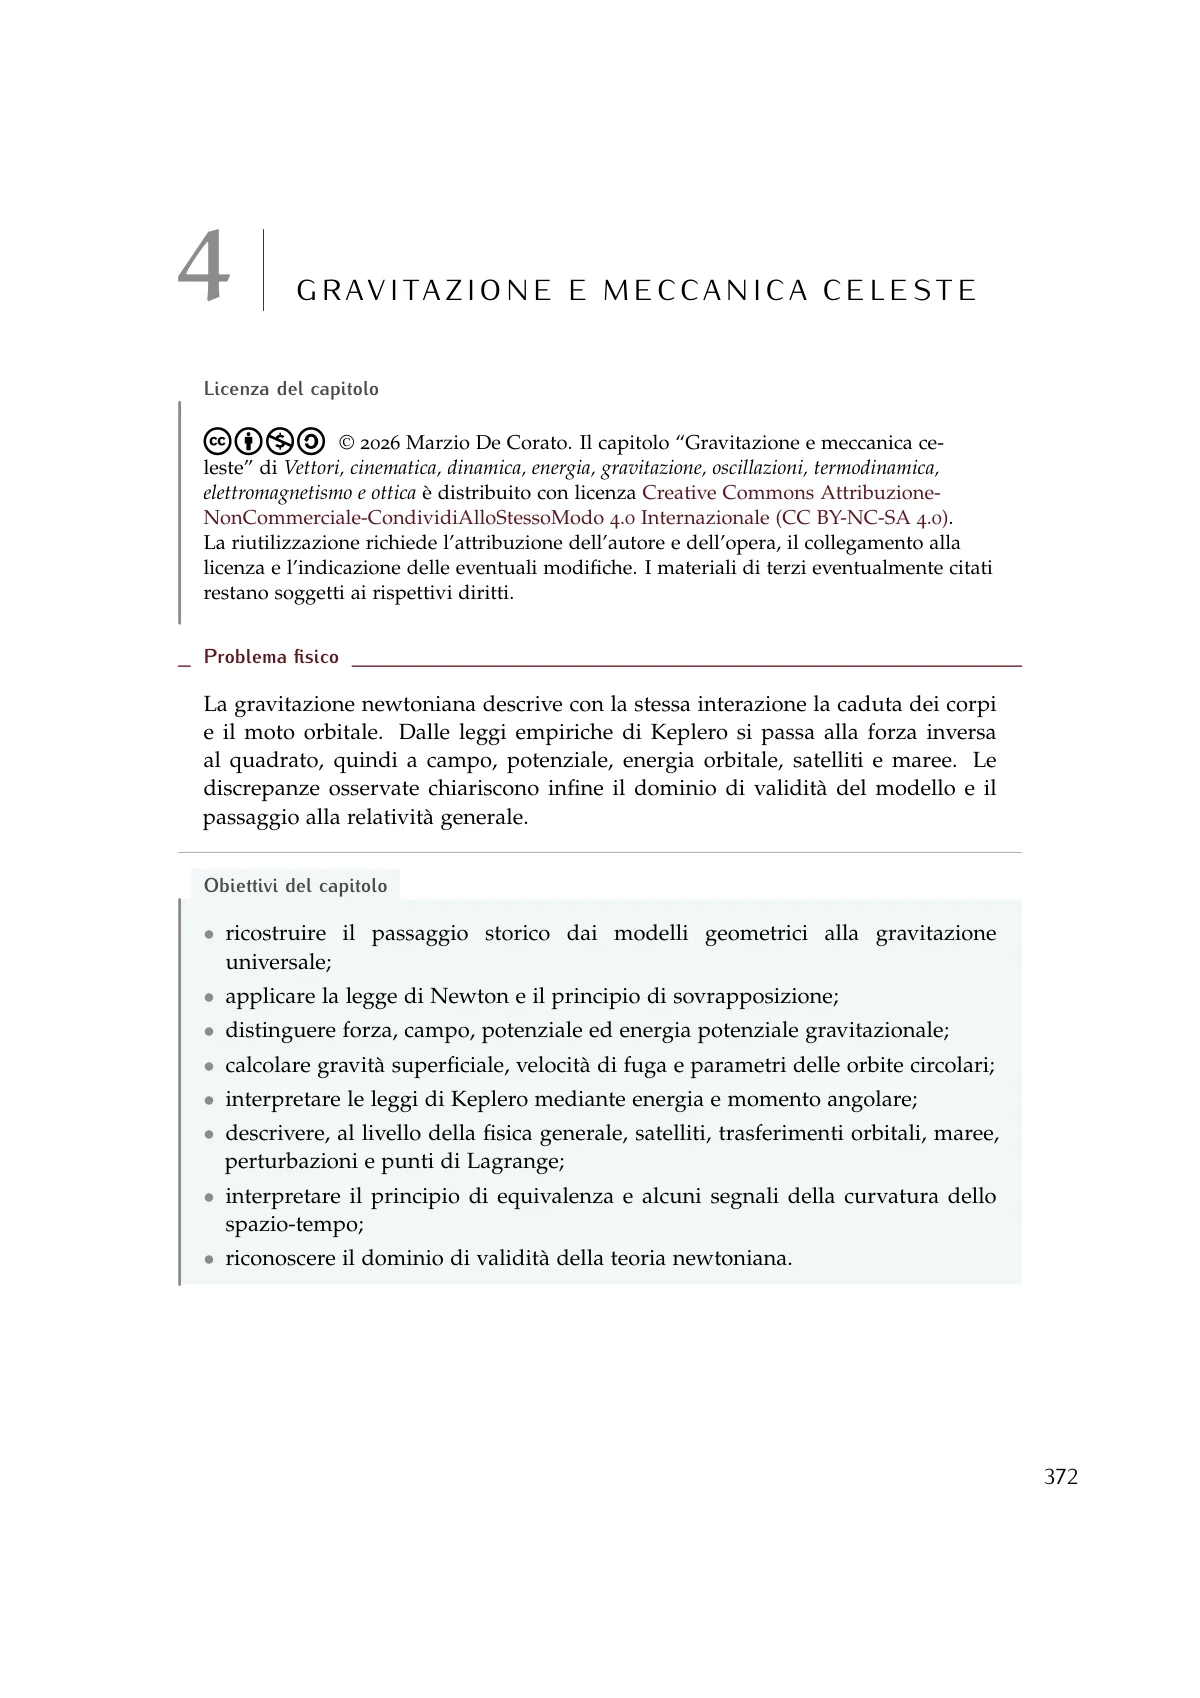 4
GRAVITAZIONE E MECCANICA CELESTE
Licenza del capitolo
© 2026 Marzio De Corato. Il capitolo “Gravitazione e meccanica ce-
leste” di Vettori, cinematica, dinamica, energia, gravitazione, oscillazioni, termodinamica,
elettromagnetismo e ottica è distribuito con licenza Creative Commons Attribuzione-
NonCommerciale-CondividiAlloStessoModo 4.0 Internazionale (CC BY-NC-SA 4.0).
La riutilizzazione richiede l’attribuzione dell’autore e dell’opera, il collegamento alla
licenza e l’indicazione delle eventuali modifiche. I materiali di terzi eventualmente citati
restano soggetti ai rispettivi diritti.
Problema fisico
La gravitazione newtoniana descrive con la stessa interazione la caduta dei corpi
e il moto orbitale. Dalle leggi empiriche di Keplero si passa alla forza inversa
al quadrato, quindi a campo, potenziale, energia orbitale, satelliti e maree. Le
discrepanze osservate chiariscono infine il dominio di validità del modello e il
passaggio alla relatività generale.
Obiettivi del capitolo
• ricostruire il passaggio storico dai modelli geometrici alla gravitazione
universale;
• applicare la legge di Newton e il principio di sovrapposizione;
• distinguere forza, campo, potenziale ed energia potenziale gravitazionale;
• calcolare gravità superficiale, velocità di fuga e parametri delle orbite circolari;
• interpretare le leggi di Keplero mediante energia e momento angolare;
• descrivere, al livello della fisica generale, satelliti, trasferimenti orbitali, maree,
perturbazioni e punti di Lagrange;
• interpretare il principio di equivalenza e alcuni segnali della curvatura dello
spazio-tempo;
• riconoscere il dominio di validità della teoria newtoniana.
372